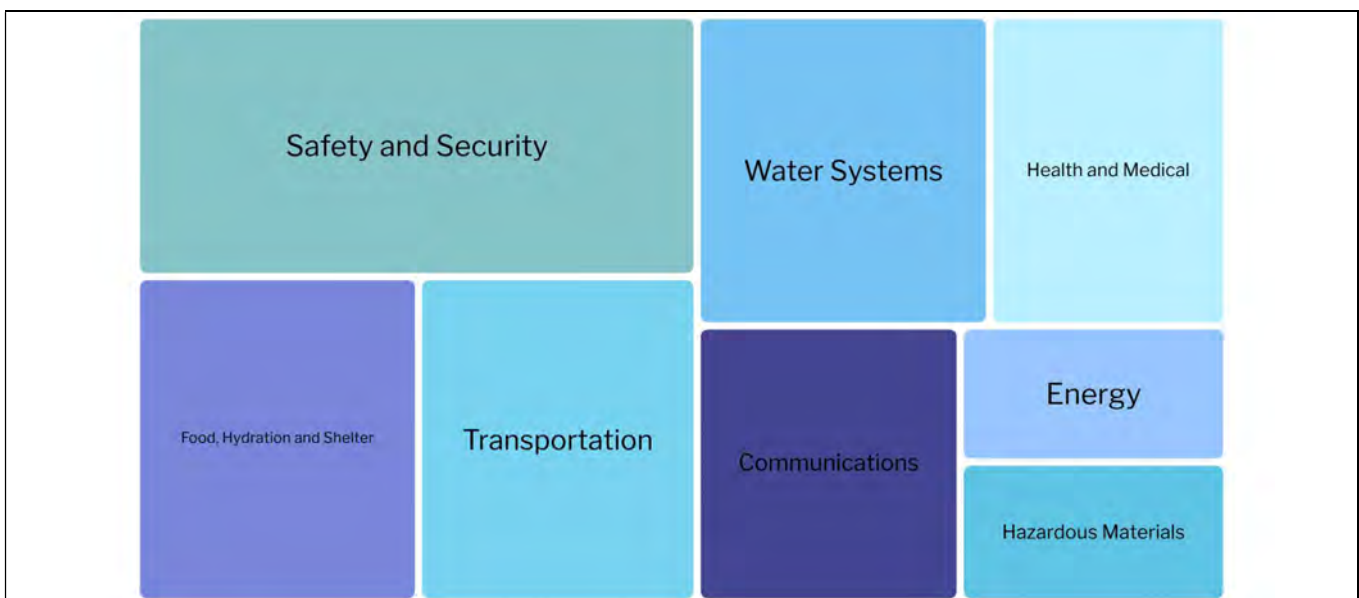 Safety and Security
Water Systems
Health and Medical
Food, Hydration and Shelter
Transportation
Communications
Energy
Hazardous Materials